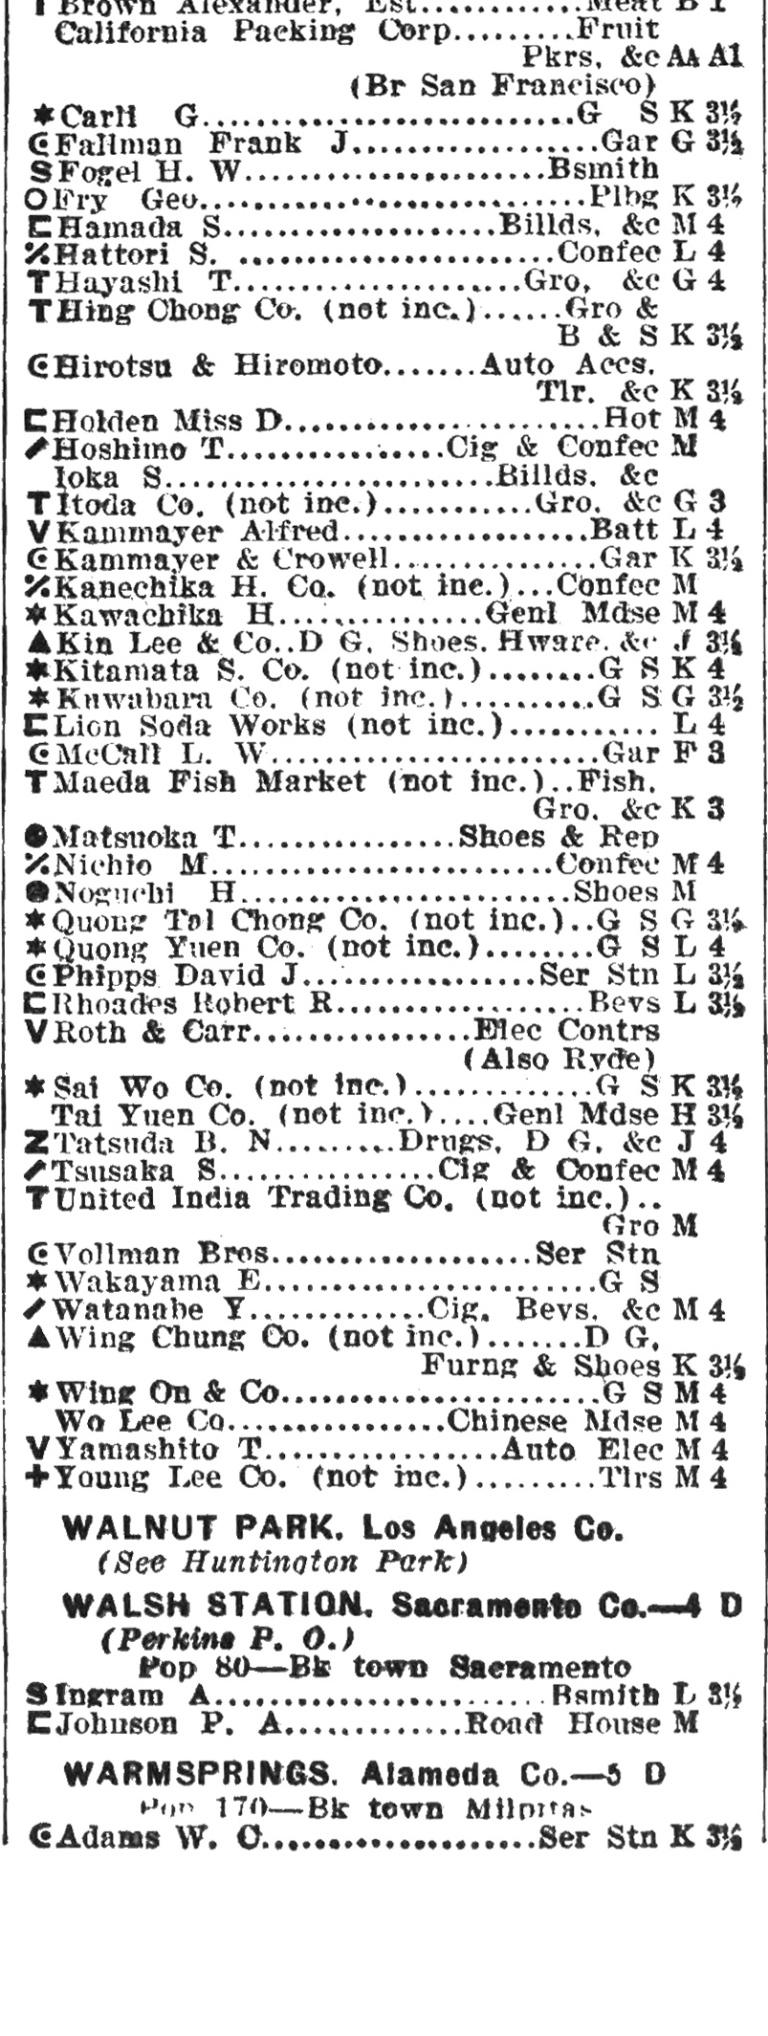 T Brown Alexander, Est............Meat B 1
California Packing Corp.........Fruit
Pkrs, &c AA A1
(Br San Francisco)
✶Carli G............................G S K 3½
Fallman Frank J...................Gar G 3½
S Fogel H. W.......................Bsmith
O Fry Geo.............................Plbg K 3½
Hamada S.....................Billds, &c M 4
٪Hattori S. ........................Confec L 4
T Hayashi T......................Gro, &c G 4
T Hing Chong Co. (not inc.)......Gro &
B & S K 3½
Hirotsu & Hiromoto.......Auto Accs,
Tlr, &c K 3½
Holden Miss D........................Hot M 4
Hoshimo T................Cig & Confec M
Ioka S.........................Billds, &c
T Itoda Co. (not inc.)...........Gro, &c G 3
V Kammayer Alfred...................Batt L 4
Kammayer & Crowell...............Gar K 3½
٪Kanechika H. Co. (not inc.)...Confec M
✶Kawachika H................Genl Mdse M 4
▲Kin Lee & Co..D G, Shoes, Hware, &c J 3½
✶Kitamata S. Co. (not inc.)........G S K 4
✶Kuwabara Co. (not inc.)..........G S G 3½
Lion Soda Works (not inc.)........... L 4
McCall L. W.........................Gar F 3
T Maeda Fish Market (not inc.)..Fish,
Gro, &c K 3
●Matsuoka T................Shoes & Rep
٪Nichio M.........................Confec M 4
●Noguchi H.........................Shoes M
✶Quong Tai Chong Co. (not inc.)..G S G 3½
✶Quong Yuen Co. (not inc.)........G S L 4
Phipps David J..................Ser Stn L 3½
Rhoades Robert R...................Bevs L 3½
V Roth & Carr.................Elec Contrs
(Also Ryde)
✶Sai Wo Co. (not inc.).............G S K 3½
Tai Yuen Co. (not inc.)....Genl Mdse H 3½
Z Tatsuda B. N.........Drugs, D G, &c J 4
Tsusaka S................Cig & Confec M 4
T United India Trading Co. (not inc.)..
Gro M
Vollman Bros...................Ser Stn
✶Wakayama E.........................G S
Watanabe Y.............Cig, Bevs, &c M 4
▲Wing Chung Co. (not inc.).......D G,
Furng & Shoes K 3½
✶Wing On & Co.......................G S M 4
Wo Lee Co................Chinese Mdse M 4
V Yamashito T..................Auto Elec M 4
+Young Lee Co. (not inc.).........Tlrs M 4
WALNUT PARK, Los Angeles Co.
(See Huntington Park)
WALSH STATION, Sacramento Co.—4 D
(Perkins P. O.)
Pop 80—Bk town Sacramento
S Ingram A.........................Bsmith L 3½
Johnson P. A.............Road House M
WARMSPRINGS, Alameda Co.—5 D
Pop 170—Bk town Milpitas
Adams W. C.....................Ser Stn K 3½